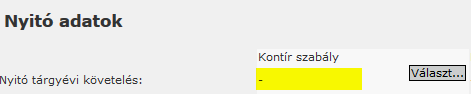 Nyitó adatok
Kontír szabály
Nyitó tárgyévi követelés:
-
Választ...